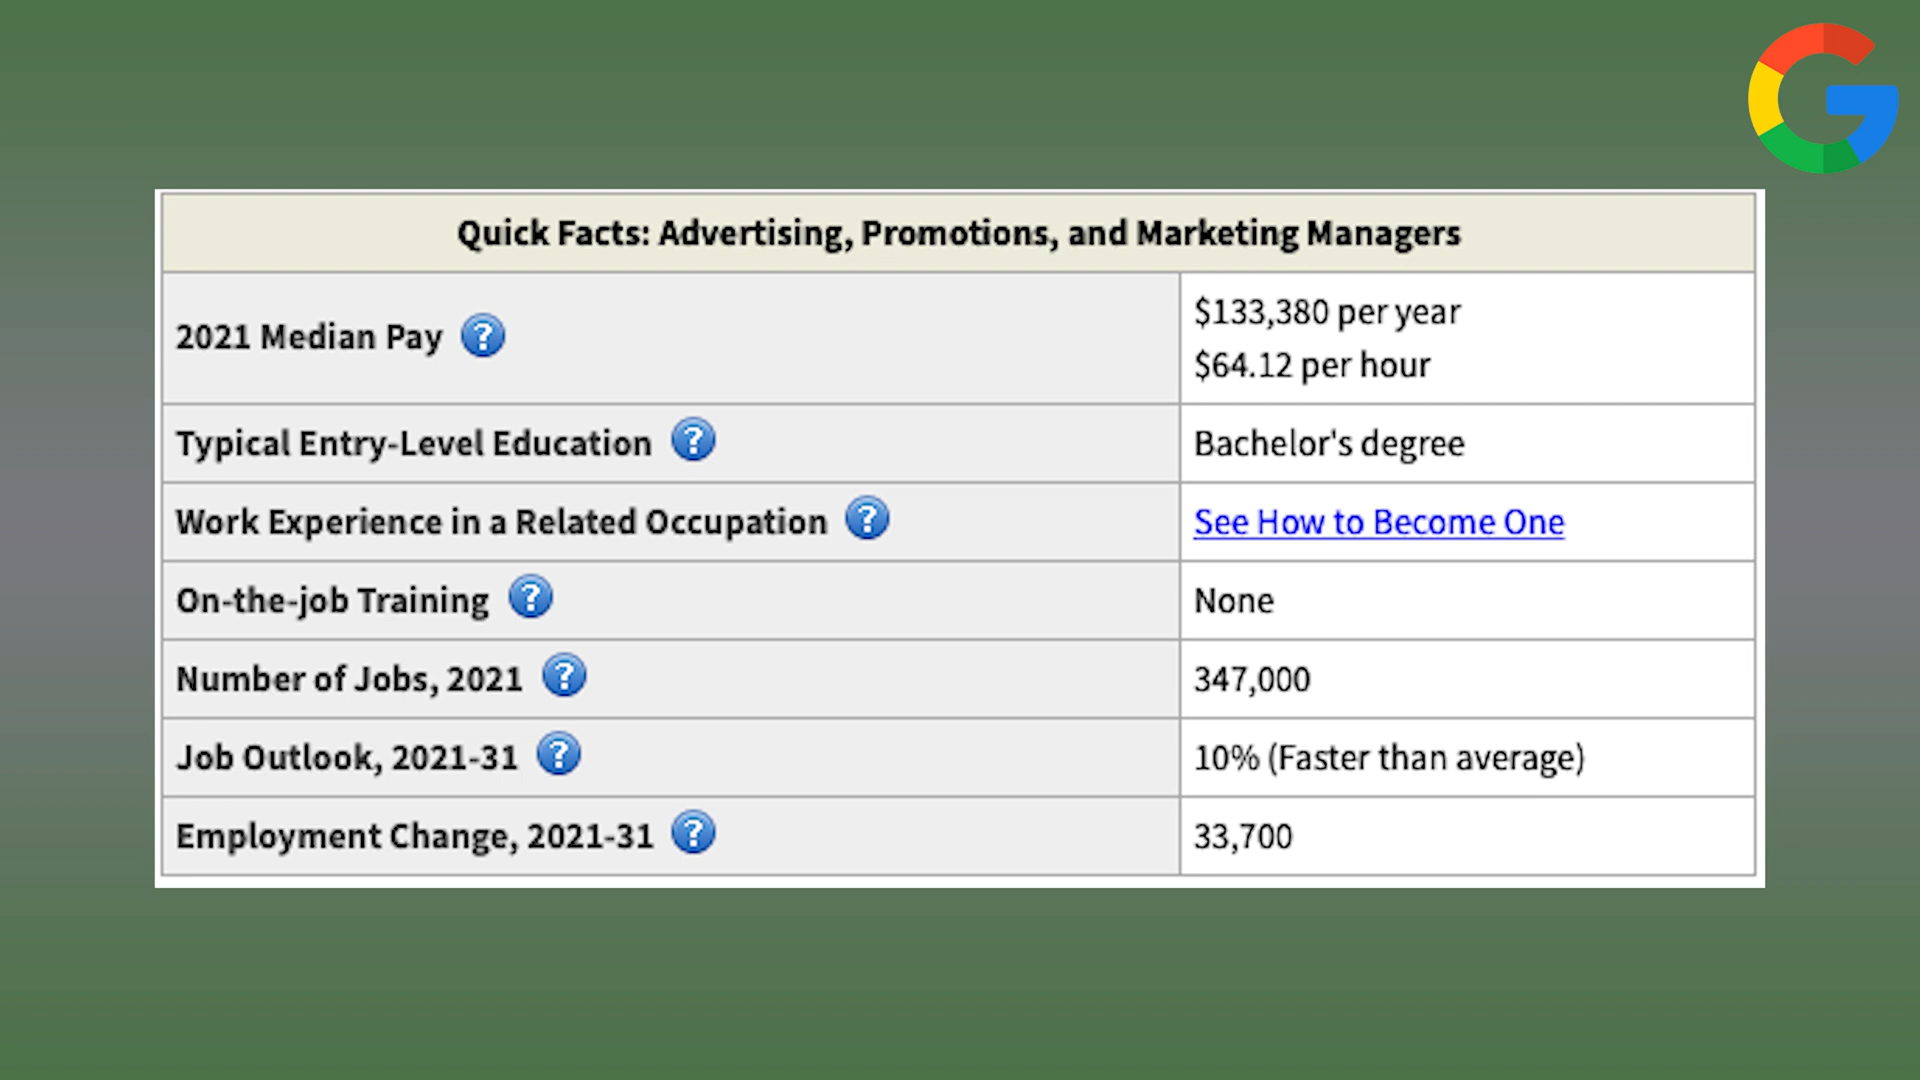 Quick Facts: Advertising, Promotions, and Marketing Managers
2021 Median Pay
$133,380 per year
$64.12 per hour
Typical Entry-Level Education
Bachelor's degree
Work Experience in a Related Occupation
See How to Become One
On-the-job Training
None
Number of Jobs, 2021
347,000
Job Outlook, 2021-31
10% (Faster than average)
Employment Change, 2021-31
33,700